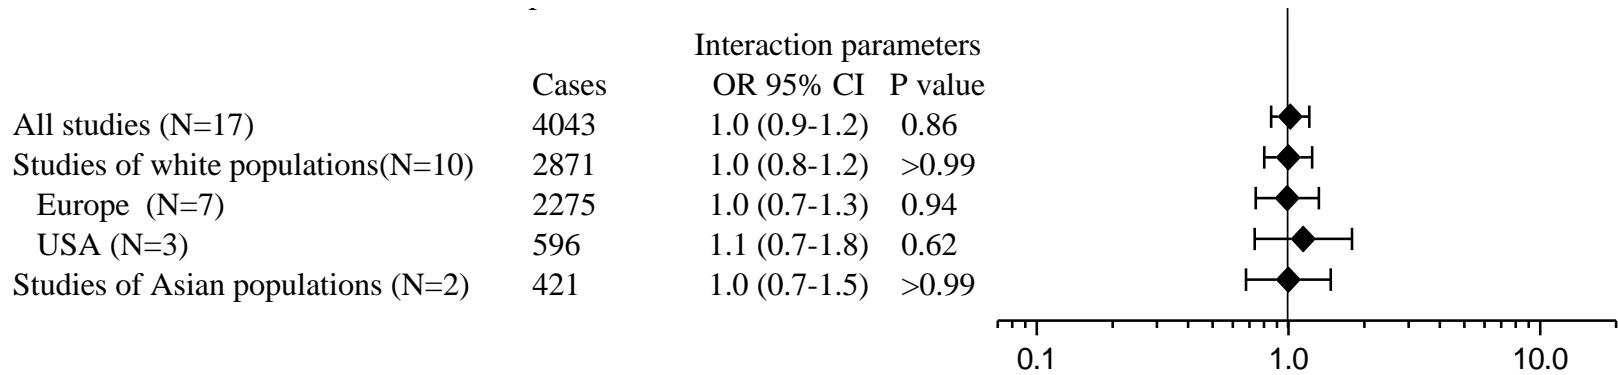 Interaction parameters
Cases OR 95% CI P value
All studies (N=17) 4043 1.0 (0.9-1.2) 0.86
Studies of white populations(N=10) 2871 1.0 (0.8-1.2) >0.99
Europe (N=7) 2275 1.0 (0.7-1.3) 0.94
USA (N=3) 596 1.1 (0.7-1.8) 0.62
Studies of Asian populations (N=2) 421 1.0 (0.7-1.5) >0.99
0.1 1.0 10.0